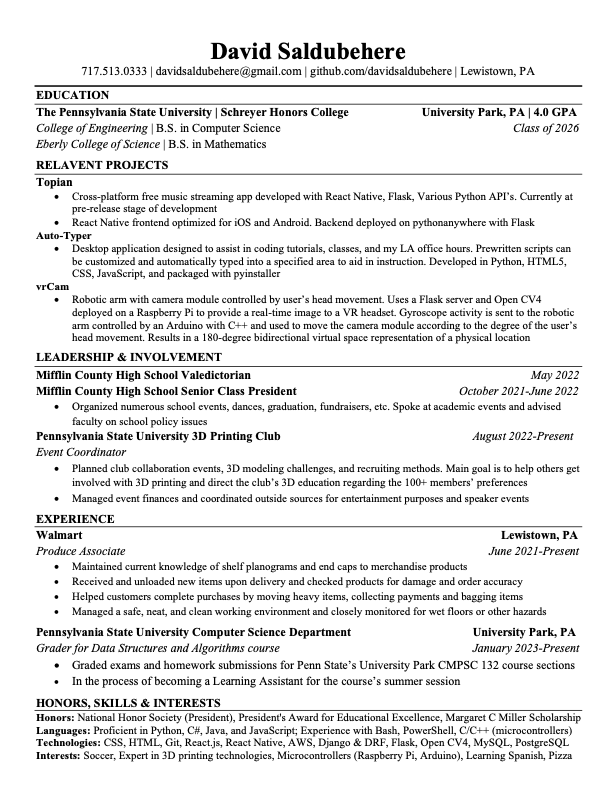 David Saldubehere
717.513.0333 | davidsaldubehere@gmail.com | github.com/davidsaldubehere | Lewistown, PA
EDUCATION
The Pennsylvania State University | Schreyer Honors College University Park, PA | 4.0 GPA
College of Engineering | B.S. in Computer Science Class of 2026
Eberly College of Science | B.S. in Mathematics
RELAVENT PROJECTS
Topian
• Cross-platform free music streaming app developed with React Native, Flask, Various Python API's. Currently at
pre-release stage of development
• React Native frontend optimized for iOS and Android. Backend deployed on pythonanywhere with Flask
Auto-Typer
• Desktop application designed to assist in coding tutorials, classes, and my LA office hours. Prewritten scripts can
be customized and automatically typed into a specified area to aid in instruction. Developed in Python, HTML5,
CSS, JavaScript, and packaged with pyinstaller
vrCam
• Robotic arm with camera module controlled by user's head movement. Uses a Flask server and Open CV4
deployed on a Raspberry Pi to provide a real-time image to a VR headset. Gyroscope activity is sent to the robotic
arm controlled by an Arduino with C++ and used to move the camera module according to the degree of the user's
head movement. Results in a 180-degree bidirectional virtual space representation of a physical location
LEADERSHIP & INVOLVEMENT
Mifflin County High School Valedictorian May 2022
Mifflin County High School Senior Class President October 2021-June 2022
• Organized numerous school events, dances, graduation, fundraisers, etc. Spoke at academic events and advised
faculty on school policy issues
Pennsylvania State University 3D Printing Club August 2022-Present
Event Coordinator
• Planned club collaboration events, 3D modeling challenges, and recruiting methods. Main goal is to help others get
involved with 3D printing and direct the club's 3D education regarding the 100+ members' preferences
• Managed event finances and coordinated outside sources for entertainment purposes and speaker events
EXPERIENCE
Walmart Lewistown, PA
Produce Associate June 2021-Present
• Maintained current knowledge of shelf planograms and end caps to merchandise products
• Received and unloaded new items upon delivery and checked products for damage and order accuracy
• Helped customers complete purchases by moving heavy items, collecting payments and bagging items
• Managed a safe, neat, and clean working environment and closely monitored for wet floors or other hazards
Pennsylvania State University Computer Science Department University Park, PA
Grader for Data Structures and Algorithms course January 2023-Present
• Graded exams and homework submissions for Penn State's University Park CMPSC 132 course sections
• In the process of becoming a Learning Assistant for the course's summer session
HONORS, SKILLS & INTERESTS
Honors: National Honor Society (President), President's Award for Educational Excellence, Margaret C Miller Scholarship
Languages: Proficient in Python, C#, Java, and JavaScript; Experience with Bash, PowerShell, C/C++ (microcontrollers)
Technologies: CSS, HTML, Git, React.js, React Native, AWS, Django & DRF, Flask, Open CV4, MySQL, PostgreSQL
Interests: Soccer, Expert in 3D printing technologies, Microcontrollers (Raspberry Pi, Arduino), Learning Spanish, Pizza